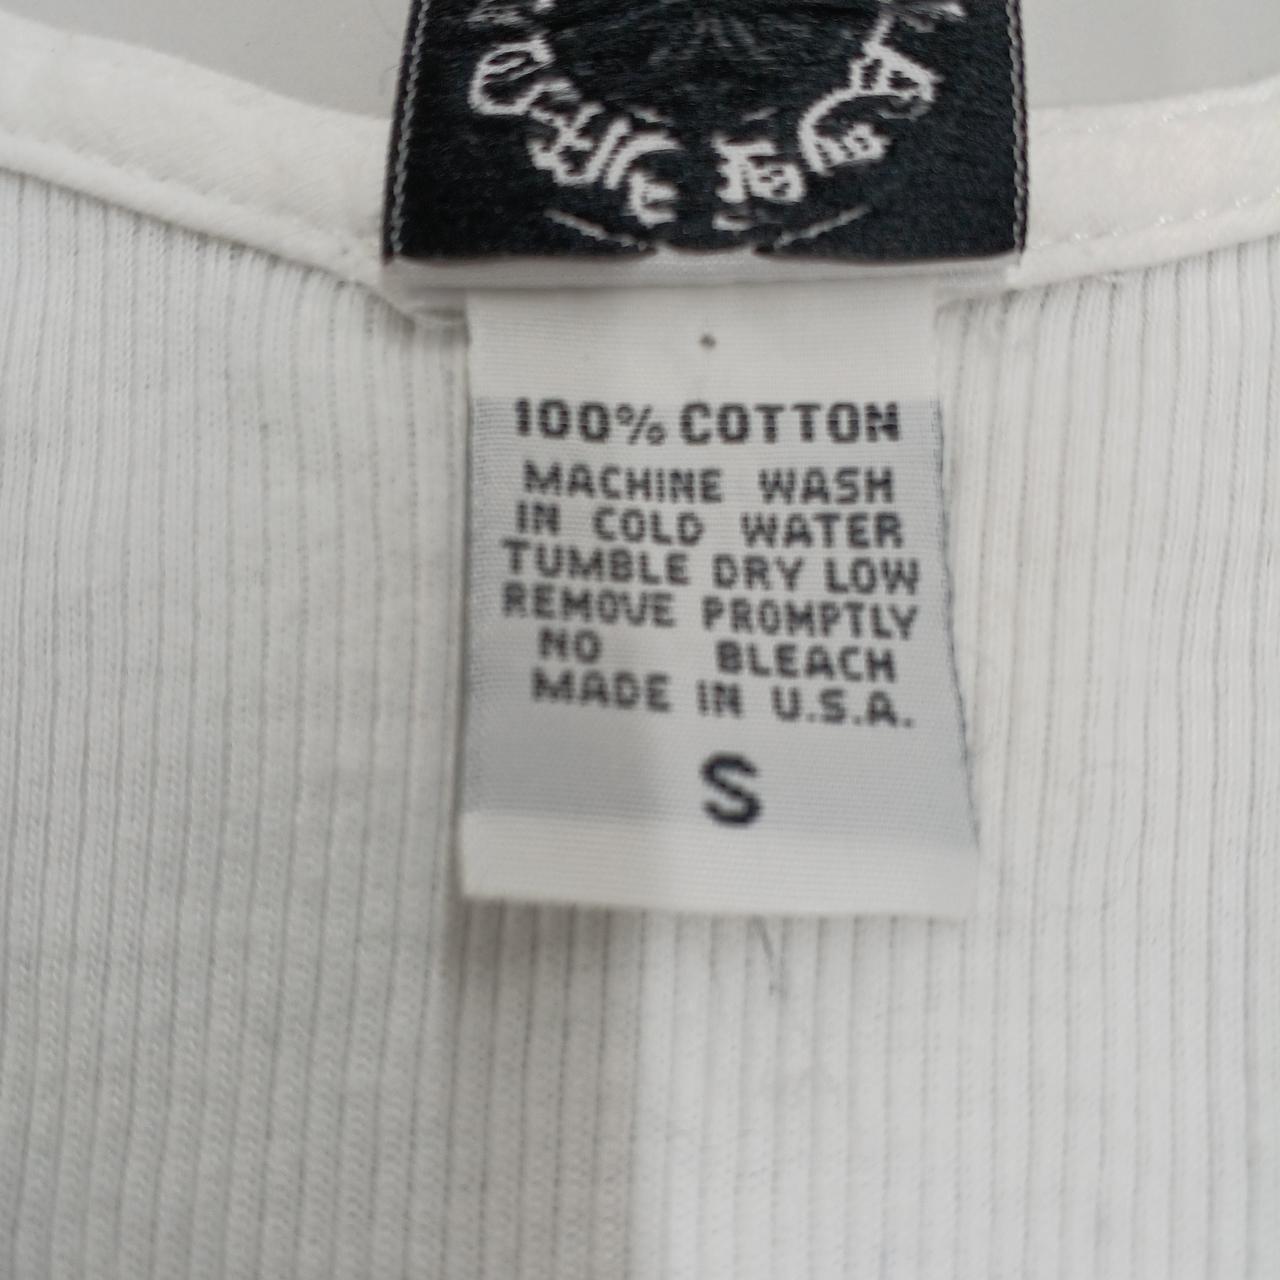 100% COTTON
MACHINE WASH
IN COLD WATER
TUMBLE DRY LOW
REMOVE PROMPTLY
NO BLEACH
MADE IN U.S.A.
S